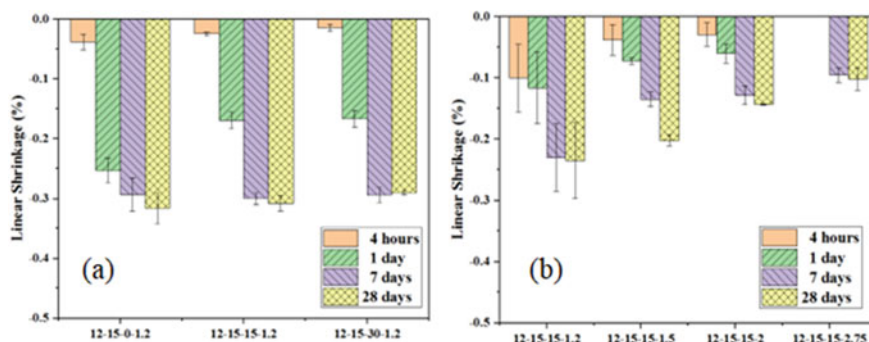 0.0
-0.1
-0.2
-0.3
-0.4
-0.5
Linear Shrinkage (%)
(a)
4 hours
1 day
7 days
28 days
12-15-0-1.2
12-15-15-1.2
12-15-30-1.2
0.0
-0.1
-0.2
-0.3
-0.4
-0.5
Linear Shrikage (%)
(b)
4 hours
1 day
7 days
28 days
12-15-15-1.2
12-15-15-1.5
12-15-15-2
12-15-15-2.75